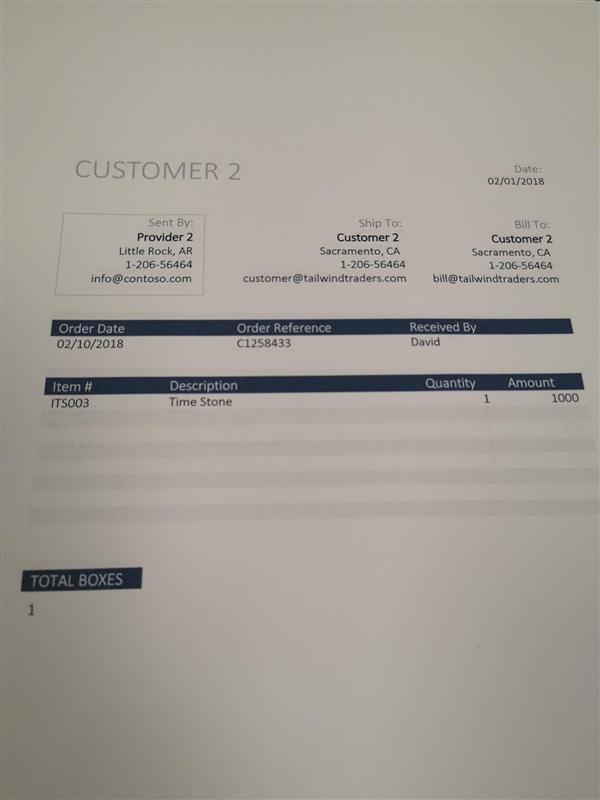 CUSTOMER 2
Date:
02/01/2018
Sent By:
Provider 2
Little Rock, AR
1-206-56464
info@contoso.com
Ship To:
Customer 2
Sacramento, CA
1-206-56464
customer@tailwindtraders.com
Bill To:
Customer 2
Sacramento, CA
1-206-56464
bill@tailwindtraders.com
Order Date Order Reference Received By
02/10/2018 C1258433 David
Item # Description Quantity Amount
ITS003 Time Stone 1 1000
TOTAL BOXES
1